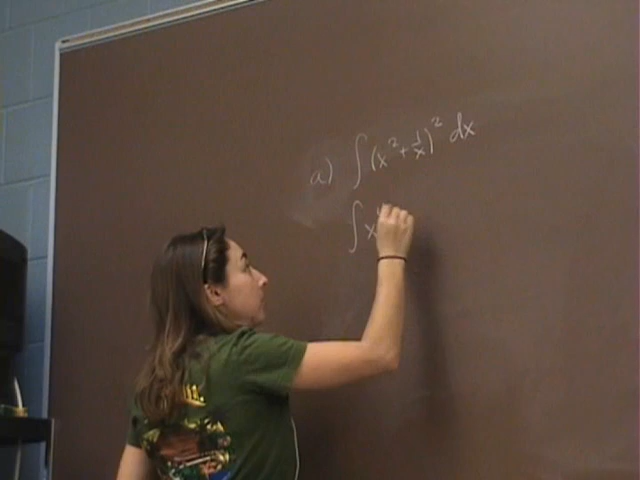 a) ∫ (x² + 1/x)² dx
∫ x